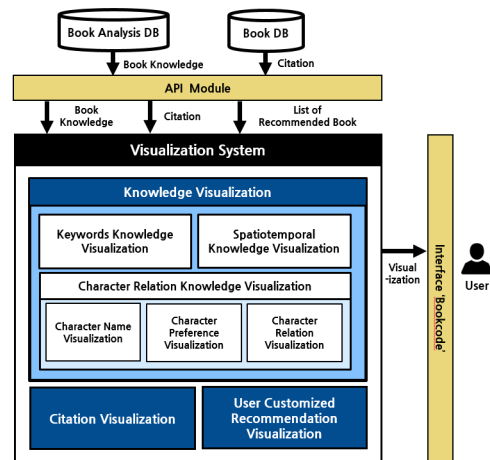 Book Analysis DB
Book DB
Book Knowledge
Citation
API Module
Book
Knowledge
Citation
List of
Recommended Book
Visualization System
Knowledge Visualization
Keywords Knowledge
Visualization
Spatiotemporal
Knowledge Visualization
Character Relation Knowledge Visualization
Character Name
Visualization
Character
Preference
Visualization
Character
Relation
Visualization
Citation Visualization
User Customized
Recommendation
Visualization
Visual
-ization
Interface 'Bookcode'
User